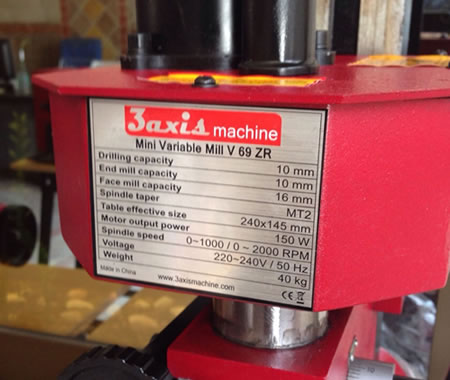 3axis machine
Mini Variable Mill V 69 ZR
Drilling capacity 10 mm
End mill capacity 10 mm
Face mill capacity 16 mm
Spindle taper MT2
Table effective size 240x145 mm
Motor output power 150 W
Spindle speed 0~1000 / 0 ~ 2000 RPM
Voltage 220~240V / 50 Hz
Weight 40 kg
Made in China
www.3axismachine.com
CE